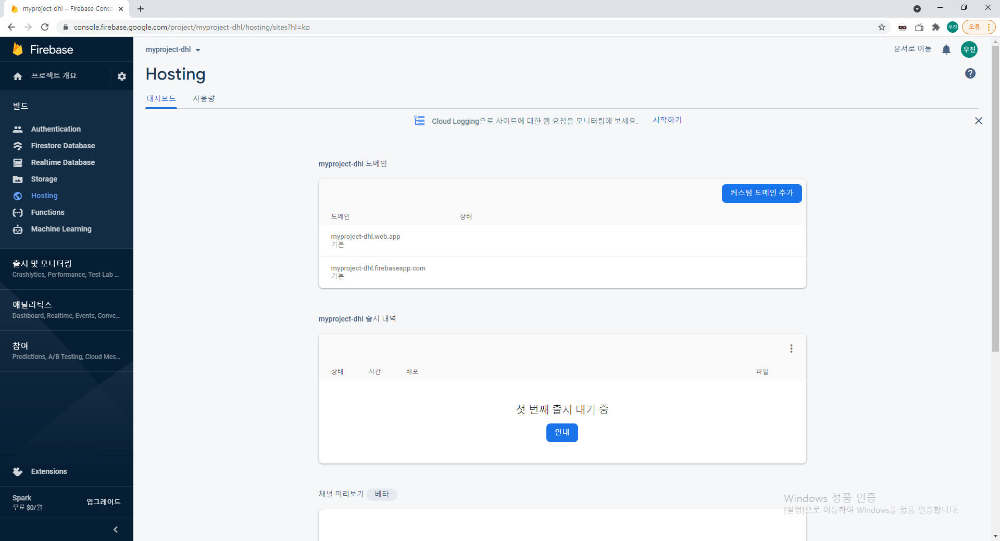 myproject-dhl – Firebase Conso
console.firebase.google.com/project/myproject-dhl/hosting/sites?hl=ko
우진
오류
Firebase
프로젝트 개요
빌드
Authentication
Firestore Database
Realtime Database
Storage
Hosting
Functions
Machine Learning
출시 및 모니터링
Crashlytics, Performance, Test Lab ...
애널리틱스
Dashboard, Realtime, Events, Conve...
참여
Predictions, A/B Testing, Cloud Mes...
Extensions
Spark
무료 $0/월
업그레이드
myproject-dhl
문서로 이동
우진
Hosting
대시보드
사용량
Cloud Logging으로 사이트에 대한 웹 요청을 모니터링해 보세요.
시작하기
myproject-dhl 도메인
커스텀 도메인 추가
도메인
상태
myproject-dhl.web.app
기본
myproject-dhl.firebaseapp.com
기본
myproject-dhl 출시 내역
상태
시간
배포
파일
첫 번째 출시 대기 중
안내
채널 미리보기
베타
Windows 정품 인증
[설정]으로 이동하여 Windows를 정품 인증합니다.